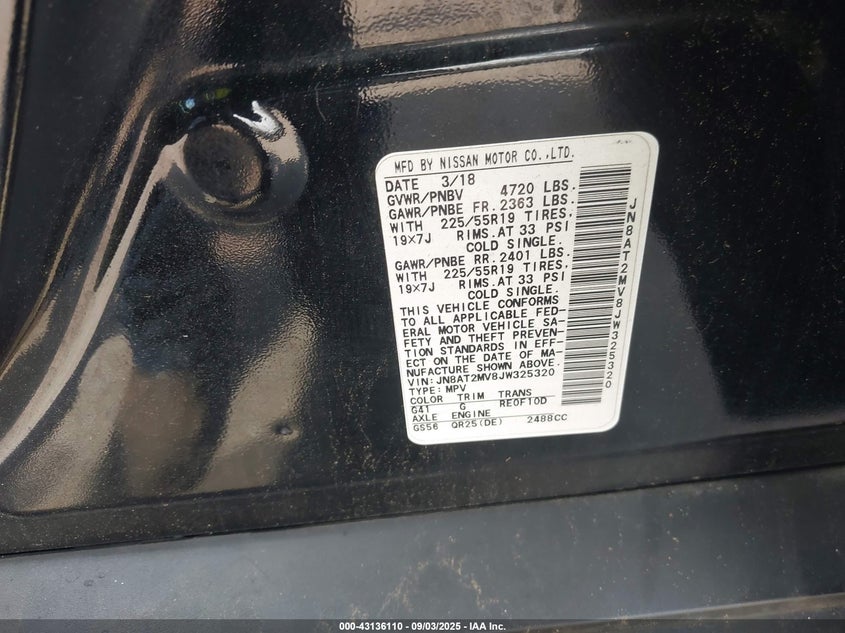 MFD BY NISSAN MOTOR CO.,LTD.
DATE 3/18
GVWR/PNBV 4720 LBS.
GAWR/PNBE FR. 2363 LBS.
WITH 225/55R19 TIRES,
19×7J RIMS.AT 33 PSI
COLD SINGLE.
GAWR/PNBE RR. 2401 LBS.
WITH 225/55R19 TIRES,
19×7J RIMS.AT 33 PSI
COLD SINGLE.
THIS VEHICLE CONFORMS
TO ALL APPLICABLE FED-
ERAL MOTOR VEHICLE SA-
FETY AND THEFT PREVEN-
TION STANDARDS IN EFF-
ECT ON THE DATE OF MA-
NUFACTURE SHOWN ABOVE.
VIN: JN8AT2MV8JW325320
TYPE: MPV
COLOR TRIM TRANS
G41 G RE0F10D
AXLE ENGINE
GS56 QR25(DE) 2488CC
JN8AT2MV8JW325320
000-43136110 - 09/03/2025 - IAA Inc.